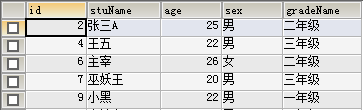 id stuName age sex gradeName
2 张三A 25 男 二年级
4 王五 22 男 三年级
6 主宰 26 女 二年级
7 巫妖王 20 男 三年级
9 小黑 22 男 一年级